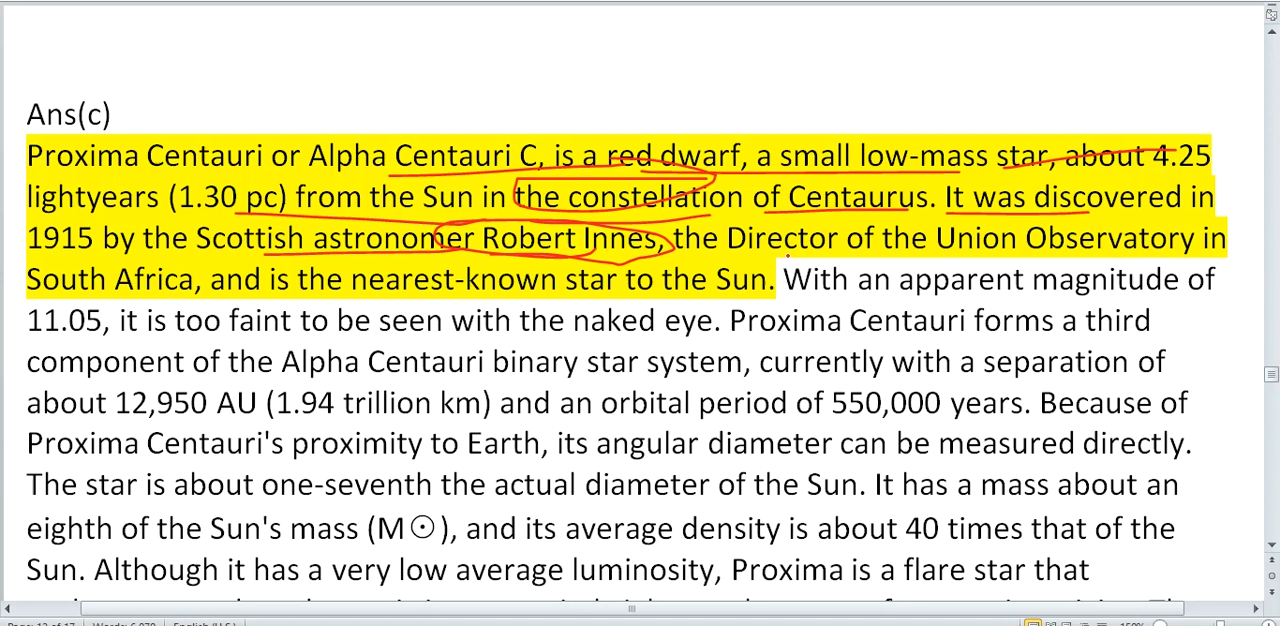 Ans(c)
Proxima Centauri or Alpha Centauri C, is a red dwarf, a small low-mass star, about 4.25
lightyears (1.30 pc) from the Sun in the constellation of Centaurus. It was discovered in
1915 by the Scottish astronomer Robert Innes, the Director of the Union Observatory in
South Africa, and is the nearest-known star to the Sun. With an apparent magnitude of
11.05, it is too faint to be seen with the naked eye. Proxima Centauri forms a third
component of the Alpha Centauri binary star system, currently with a separation of
about 12,950 AU (1.94 trillion km) and an orbital period of 550,000 years. Because of
Proxima Centauri's proximity to Earth, its angular diameter can be measured directly.
The star is about one-seventh the actual diameter of the Sun. It has a mass about an
eighth of the Sun's mass (M☉), and its average density is about 40 times that of the
Sun. Although it has a very low average luminosity, Proxima is a flare star that